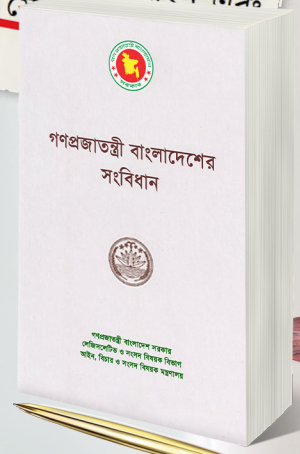 গণপ্রজাতন্ত্রী বাংলাদেশের
সংবিধান
গণপ্রজাতন্ত্রী বাংলাদেশ সরকার
লেজিসলেটিভ ও সংসদ বিষয়ক বিভাগ
আইন, বিচার ও সংসদ বিষয়ক মন্ত্রণালয়